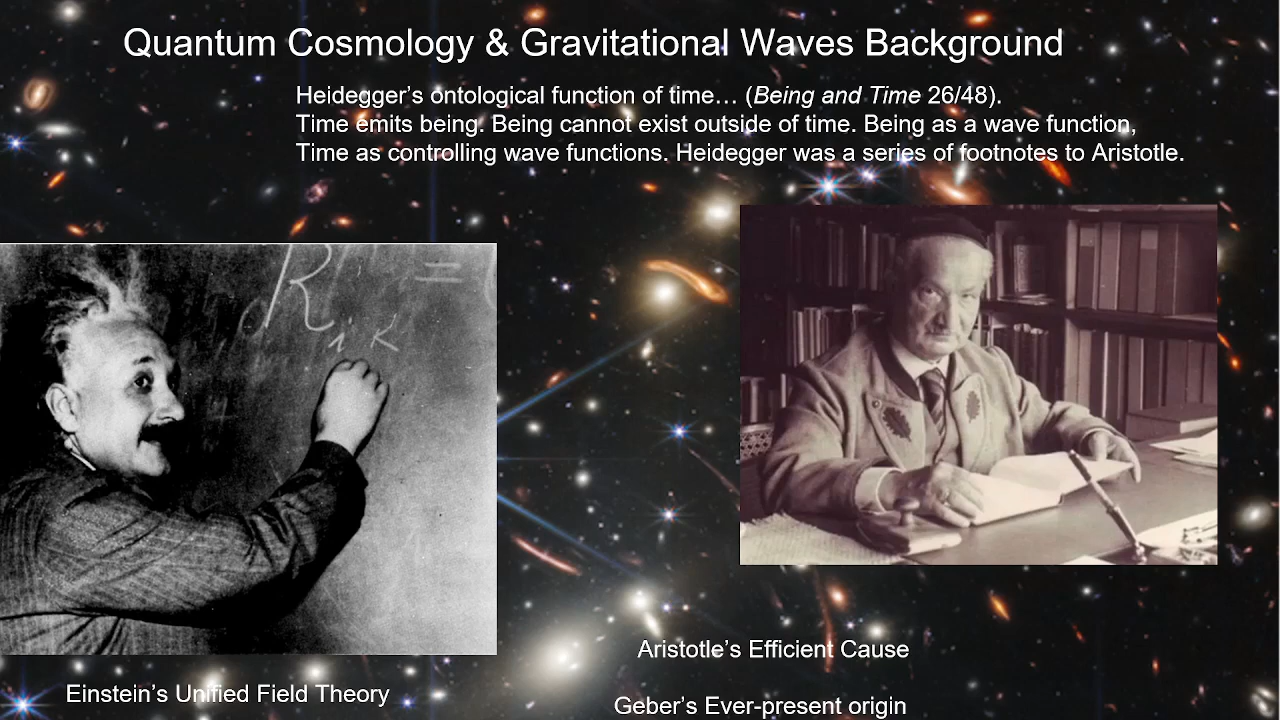 Quantum Cosmology & Gravitational Waves Background
Heidegger’s ontological function of time… (Being and Time 26/48).
Time emits being. Being cannot exist outside of time. Being as a wave function,
Time as controlling wave functions. Heidegger was a series of footnotes to Aristotle.
R i k =
Aristotle’s Efficient Cause
Einstein’s Unified Field Theory
Geber’s Ever-present origin